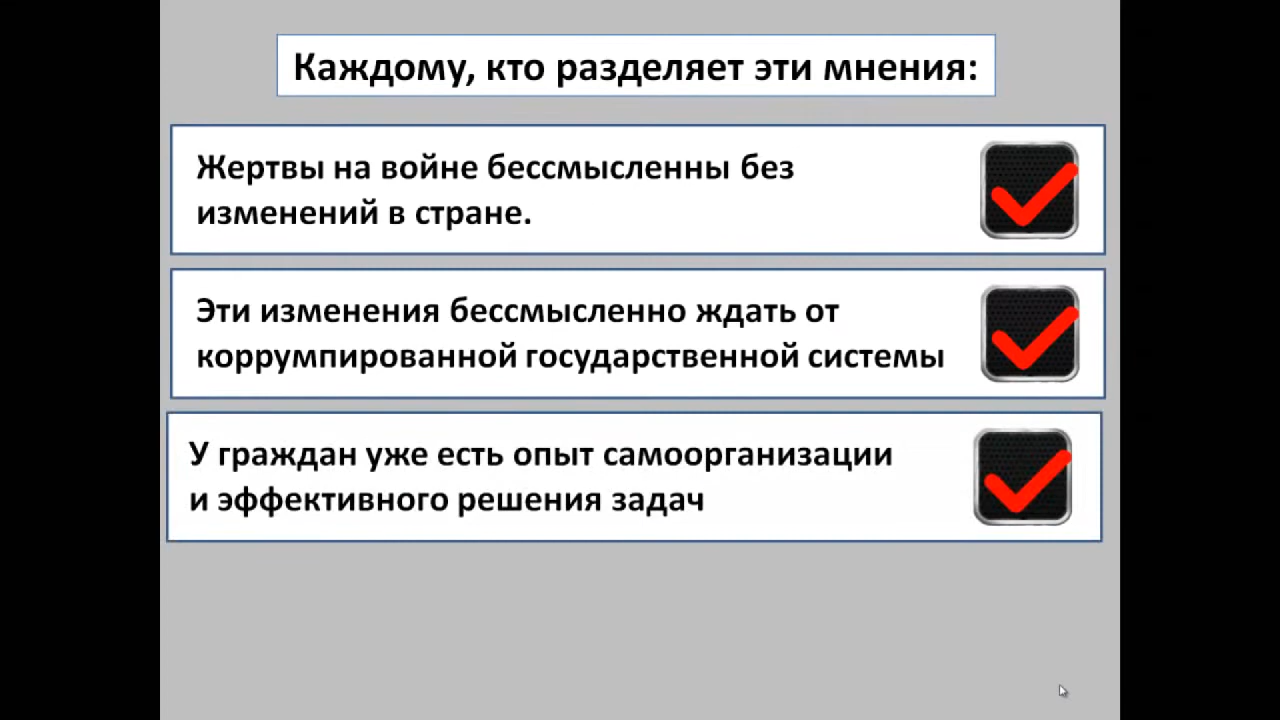 Каждому, кто разделяет эти мнения:
Жертвы на войне бессмысленны без
изменений в стране.
Эти изменения бессмысленно ждать от
коррумпированной государственной системы
У граждан уже есть опыт самоорганизации
и эффективного решения задач